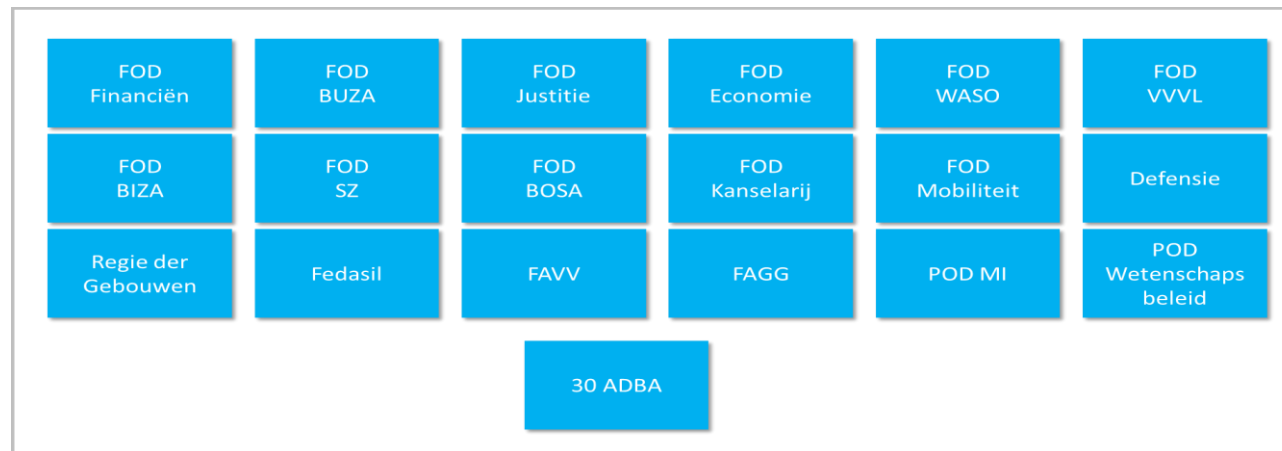 FOD
Financiën
FOD
BUZA
FOD
Justitie
FOD
Economie
FOD
WASO
FOD
VVVL
FOD
BIZA
FOD
SZ
FOD
BOSA
FOD
Kanselarij
FOD
Mobiliteit
Defensie
Regie der
Gebouwen
Fedasil
FAVV
FAGG
POD MI
POD
Wetenschaps
beleid
30 ADBA